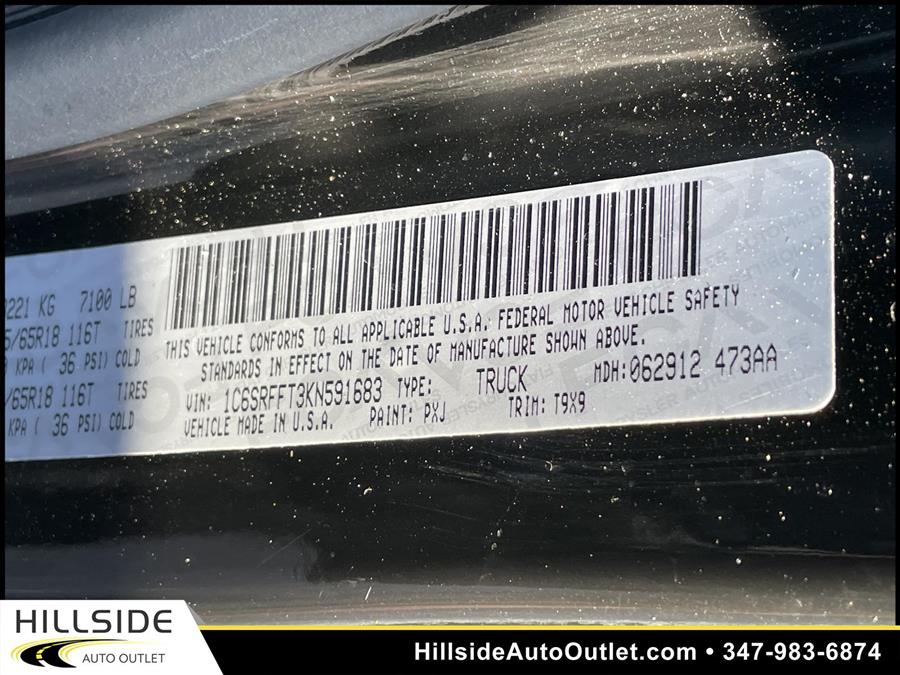 221 KG 7100 LB
5/65R18 116T TIRES
KPA ( 36 PSI) COLD
/65R18 116T TIRES
KPA ( 36 PSI) COLD
THIS VEHICLE CONFORMS TO ALL APPLICABLE U.S.A. FEDERAL MOTOR VEHICLE SAFETY
STANDARDS IN EFFECT ON THE DATE OF MANUFACTURE SHOWN ABOVE.
VIN: 1C6SRFFT3KN591683 TYPE: TRUCK MDH:062912 473AA
VEHICLE MADE IN U.S.A. PAINT: PXJ TRIM: T9X9
HILLSIDE
AUTO OUTLET
HillsideAutoOutlet.com • 347-983-6874